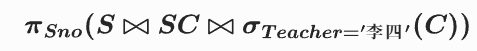 π_Sno(S ⋈ SC ⋈ σ_Teacher='李四'(C))